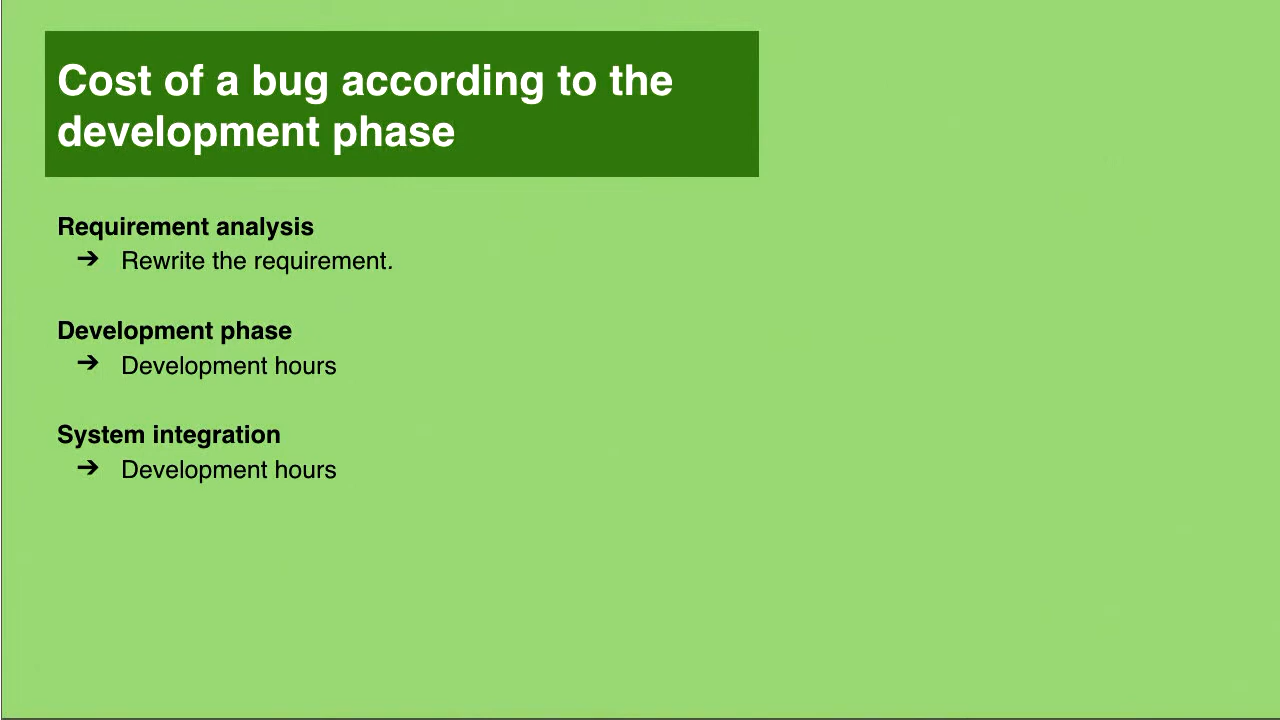 Cost of a bug according to the
development phase
Requirement analysis
➔ Rewrite the requirement.
Development phase
➔ Development hours
System integration
➔ Development hours